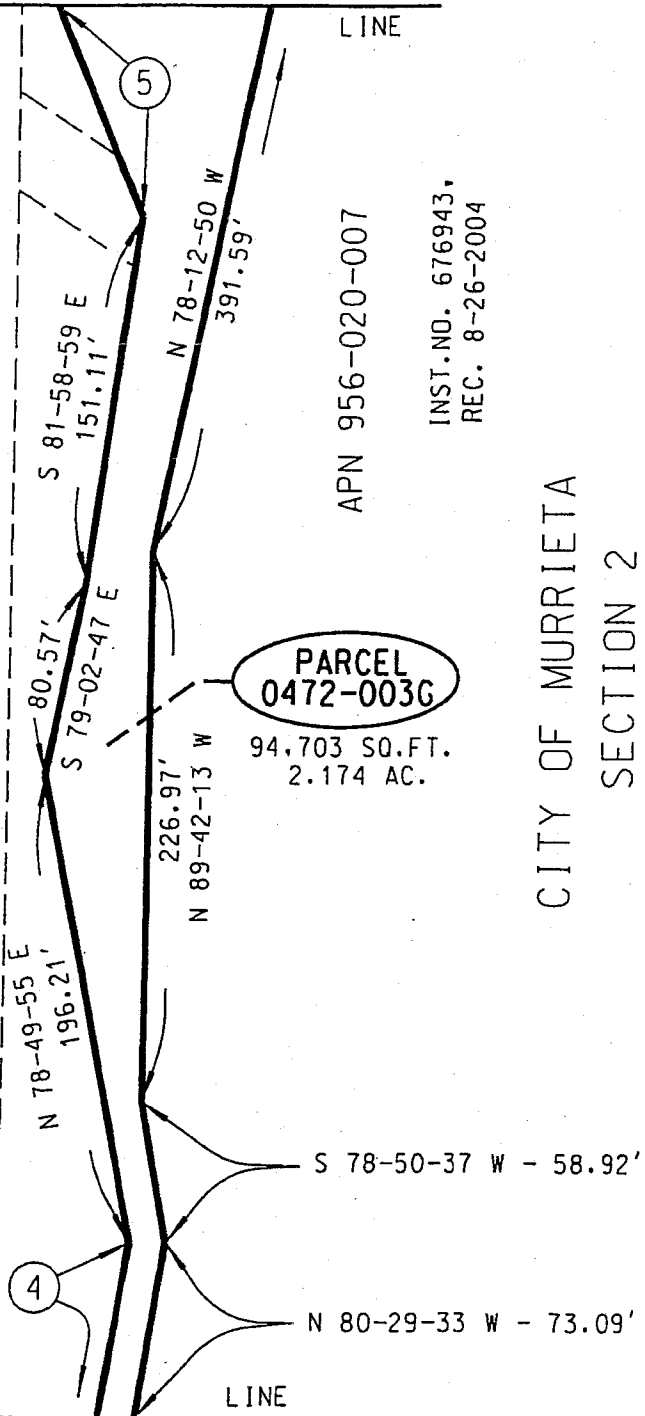 LINE
5
N 78-12-50 W
391.59'
S 81-58-59 E
151.11'
APN 956-020-007
INST.NO. 676943,
REC. 8-26-2004
CITY OF MURRIETA
SECTION 2
80.57'
S 79-02-47 E
PARCEL
0472-003G
94,703 SQ.FT.
2.174 AC.
226.97'
N 89-42-13 W
N 78-49-55 E
196.21'
S 78-50-37 W - 58.92'
4
N 80-29-33 W - 73.09'
LINE